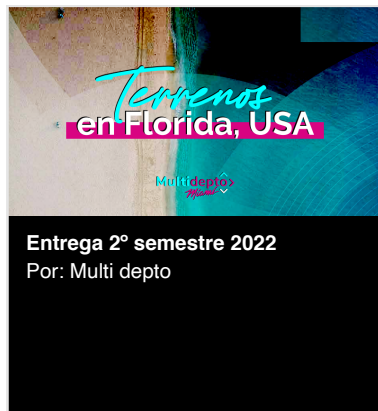 Terrenos
en Florida, USA
Multidepto
Miami
Entrega 2º semestre 2022
Por: Multi depto